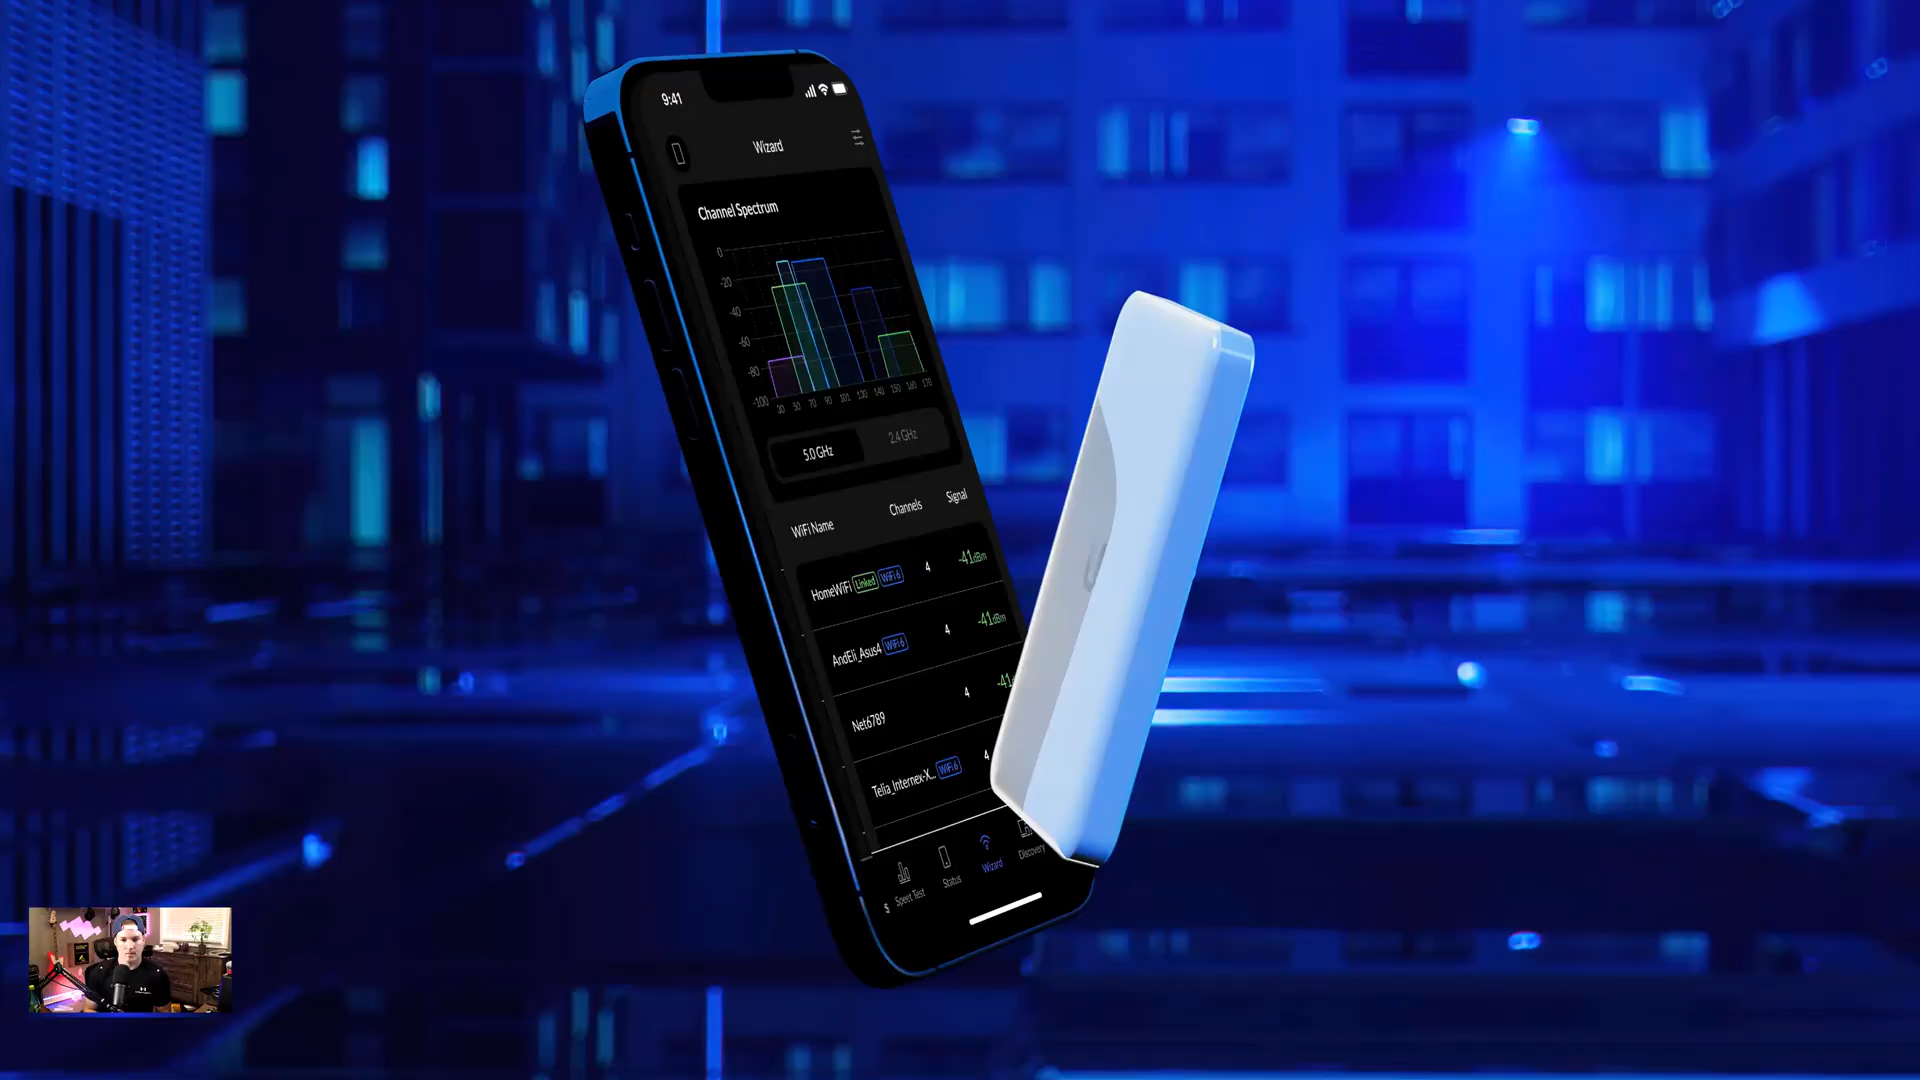 9:41
Wizard
Channel Spectrum
0
-20
-40
-60
-80
-100
30 50 70 90 101 130 140 150 160 170
5.0 GHz 2.4 GHz
WiFi Name Channels Signal
HomeWiFi Linked WiFi 6 4 -41dBm
AndEli_Asus4 WiFi 6 4 -41dBm
Net6789 4 -41
Telia_Internex-X... WiFi 6 4
Speet Test Status Wizard Discovery